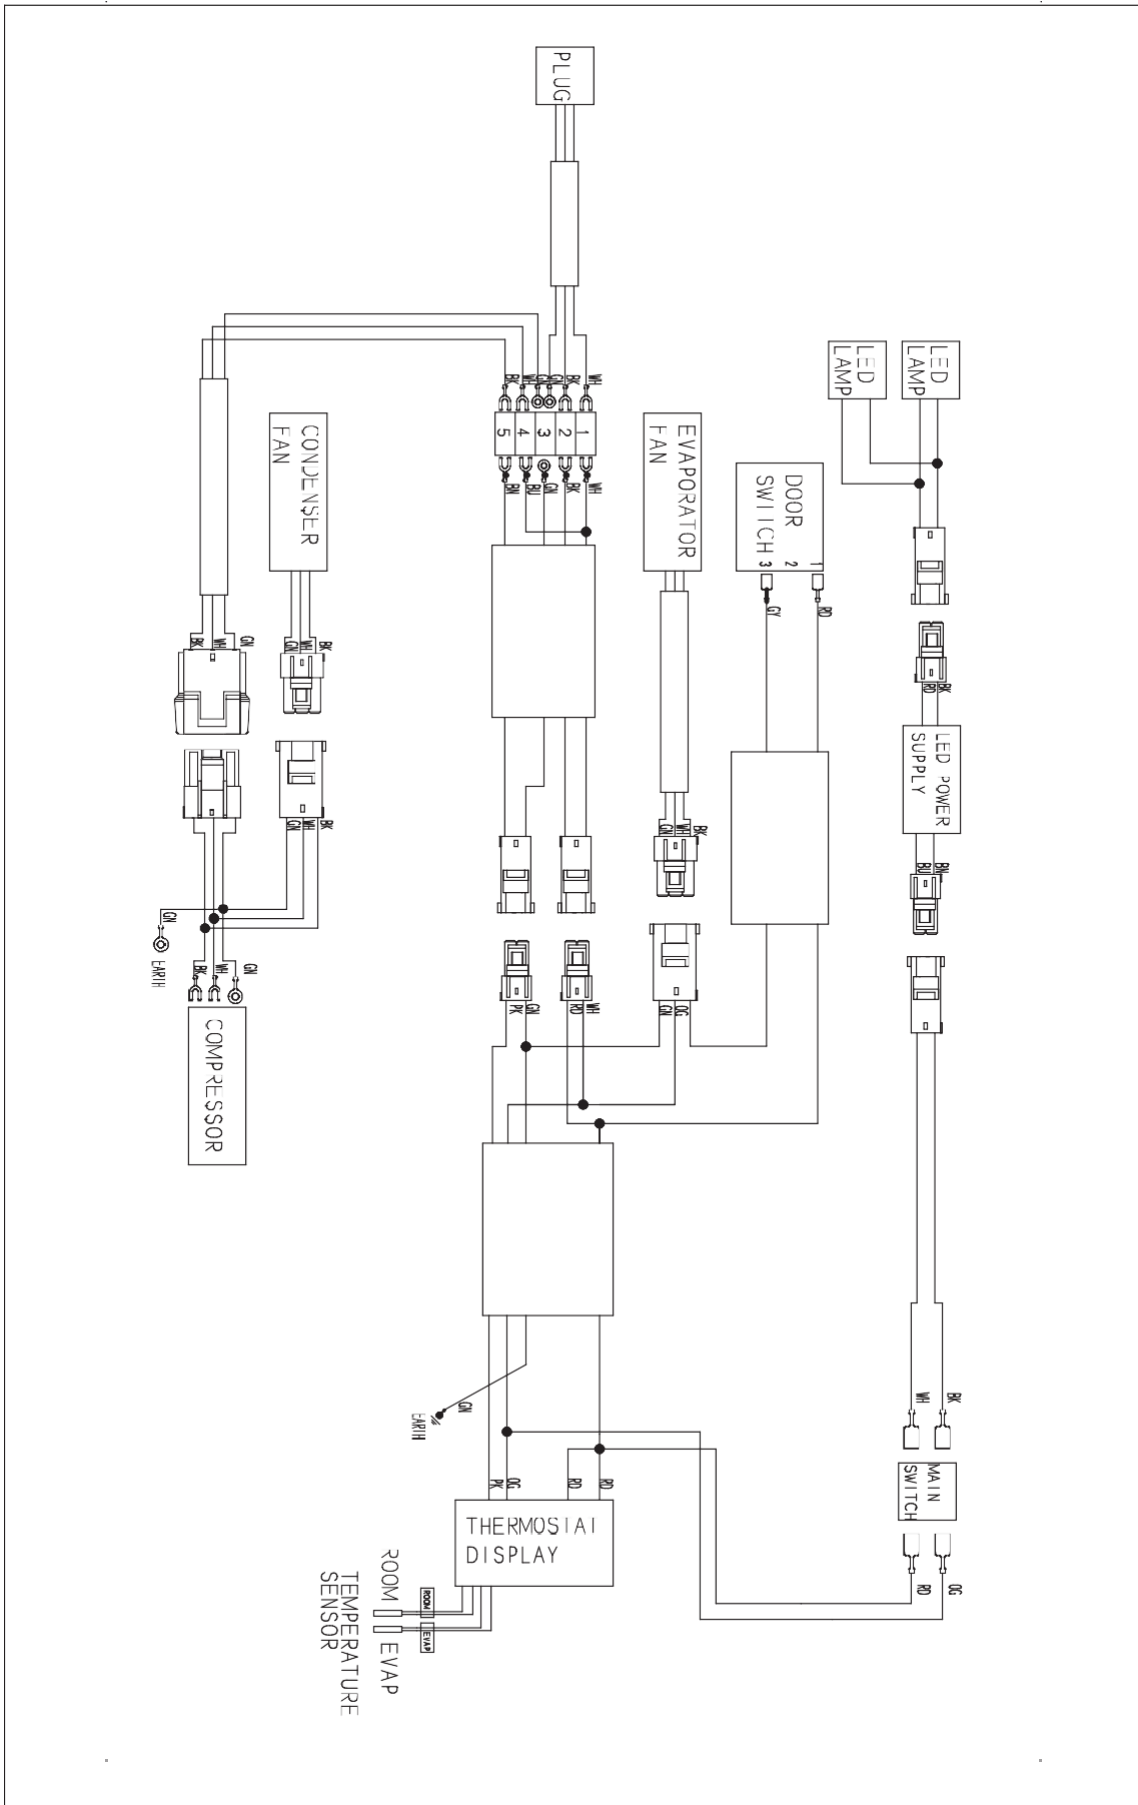 PLUG
LED
LAMP
LED
LAMP
BK
WH
GN
GN
BK
WH
5
4
3
2
1
BN
BU
GN
BK
WH
CONDENSER
FAN
EVAPORATOR
FAN
DOOR
SWITCH
3
2
1
GY
RD
BK
WH
GN
GN
WH
BK
RD
BK
LED POWER
SUPPLY
GN
WH
BK
GN
WH
BK
BU
BN
GN
EARTH
BK
WH
GN
COMPRESSOR
PK
GN
RD
WH
GN
OG
GN
EARTH
WH
BK
MAIN
SWITCH
RD
OG
PK
OG
RD
RD
THERMOSTAT
DISPLAY
ROOM
EVAP
ROOM
EVAP
TEMPERATURE
SENSOR